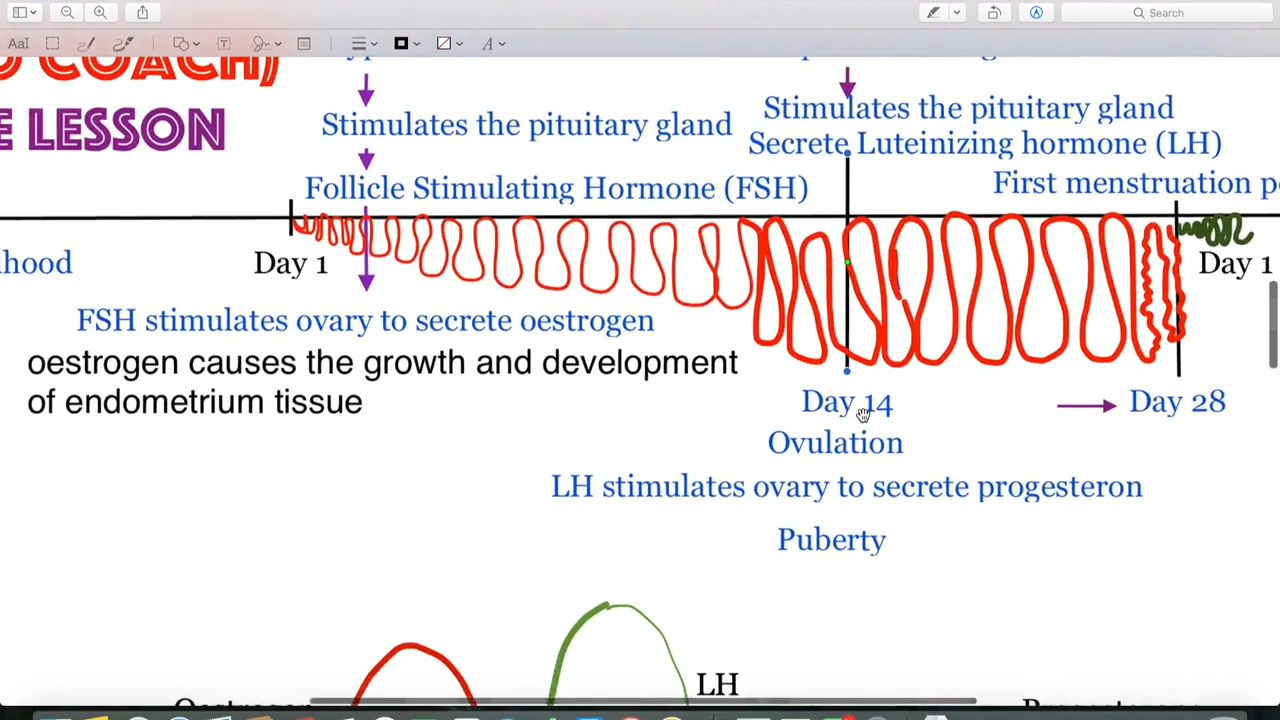 Search
O COACH)
E LESSON
Stimulates the pituitary gland
Follicle Stimulating Hormone (FSH)
Stimulates the pituitary gland
Secrete Luteinizing hormone (LH)
First menstruation p
lhood
Day 1
Day 1
FSH stimulates ovary to secrete oestrogen
oestrogen causes the growth and development
of endometrium tissue
Day 14
Day 28
Ovulation
LH stimulates ovary to secrete progesteron
Puberty
LH